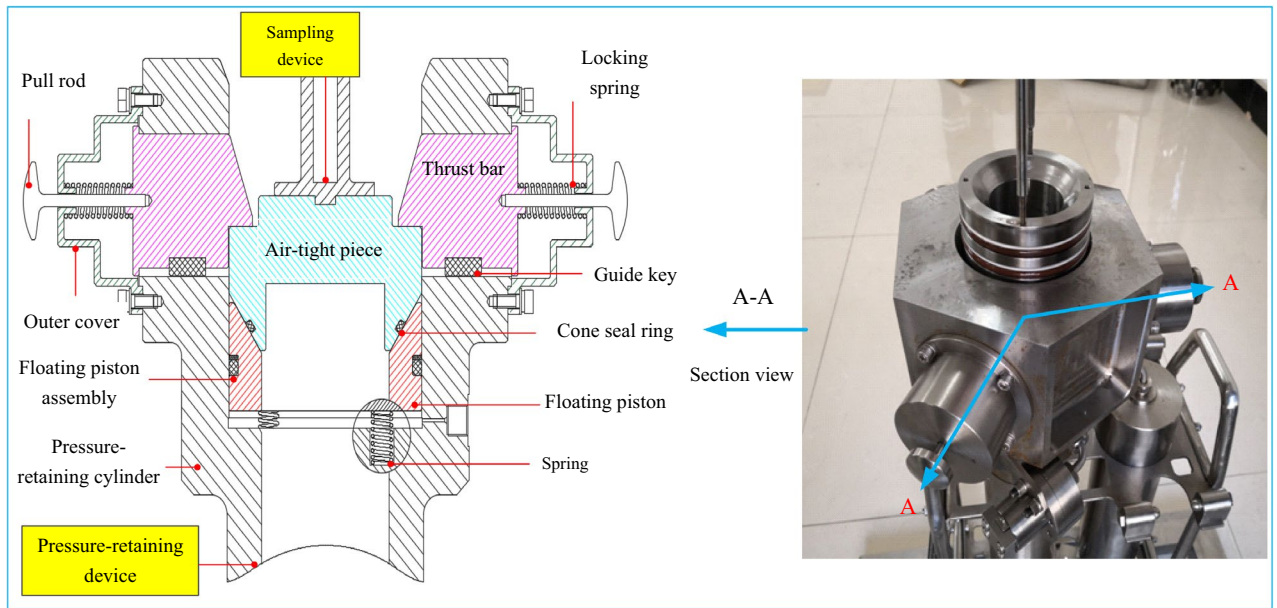 Sampling
device
Pull rod
Locking
spring
Thrust bar
Air-tight piece
Guide key
Outer cover
Cone seal ring
Floating piston
assembly
Floating piston
Pressure-
retaining cylinder
Spring
Pressure-retaining
device
A-A
Section view
A
A